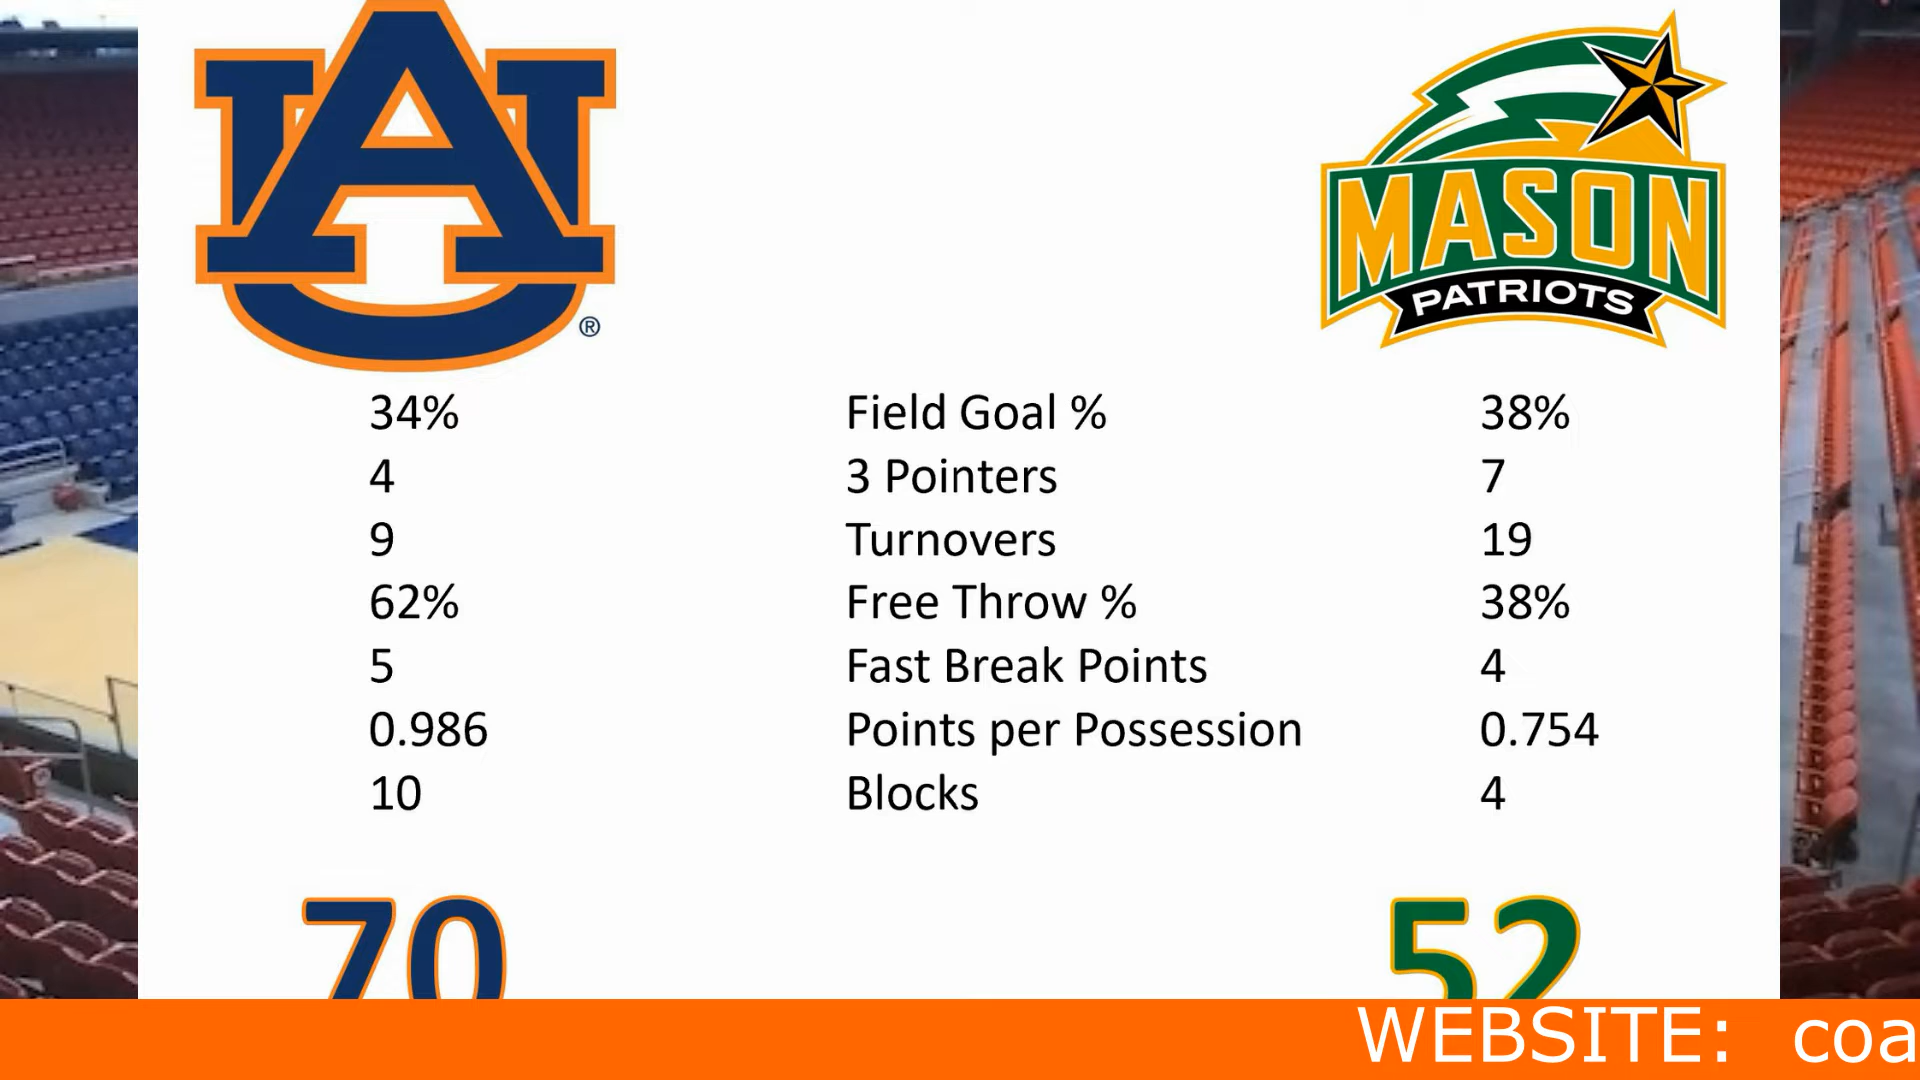 AU
®
MASON
PATRIOTS
34% Field Goal % 38%
4 3 Pointers 7
9 Turnovers 19
62% Free Throw % 38%
5 Fast Break Points 4
0.986 Points per Possession 0.754
10 Blocks 4
70 52
WEBSITE: coa